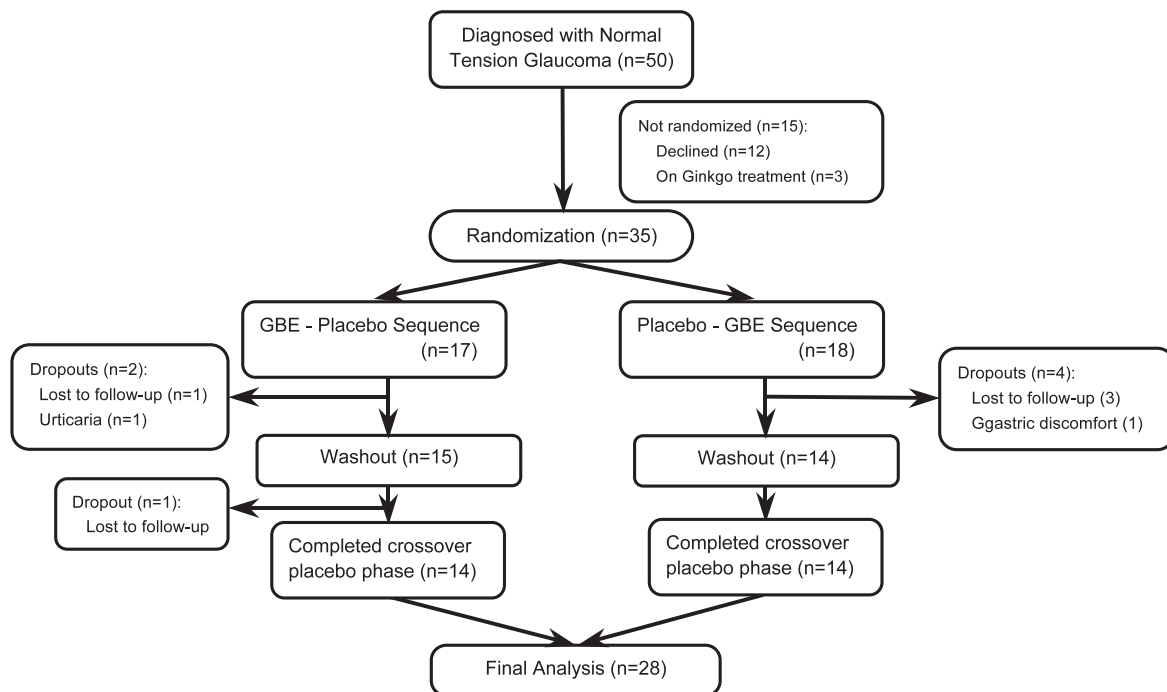 Diagnosed with Normal
Tension Glaucoma (n=50)
Not randomized (n=15):
Declined (n=12)
On Ginkgo treatment (n=3)
Randomization (n=35)
GBE - Placebo Sequence
(n=17)
Placebo - GBE Sequence
(n=18)
Dropouts (n=2):
Lost to follow-up (n=1)
Urticaria (n=1)
Dropouts (n=4):
Lost to follow-up (3)
Ggastric discomfort (1)
Washout (n=15)
Washout (n=14)
Dropout (n=1):
Lost to follow-up
Completed crossover
placebo phase (n=14)
Completed crossover
placebo phase (n=14)
Final Analysis (n=28)